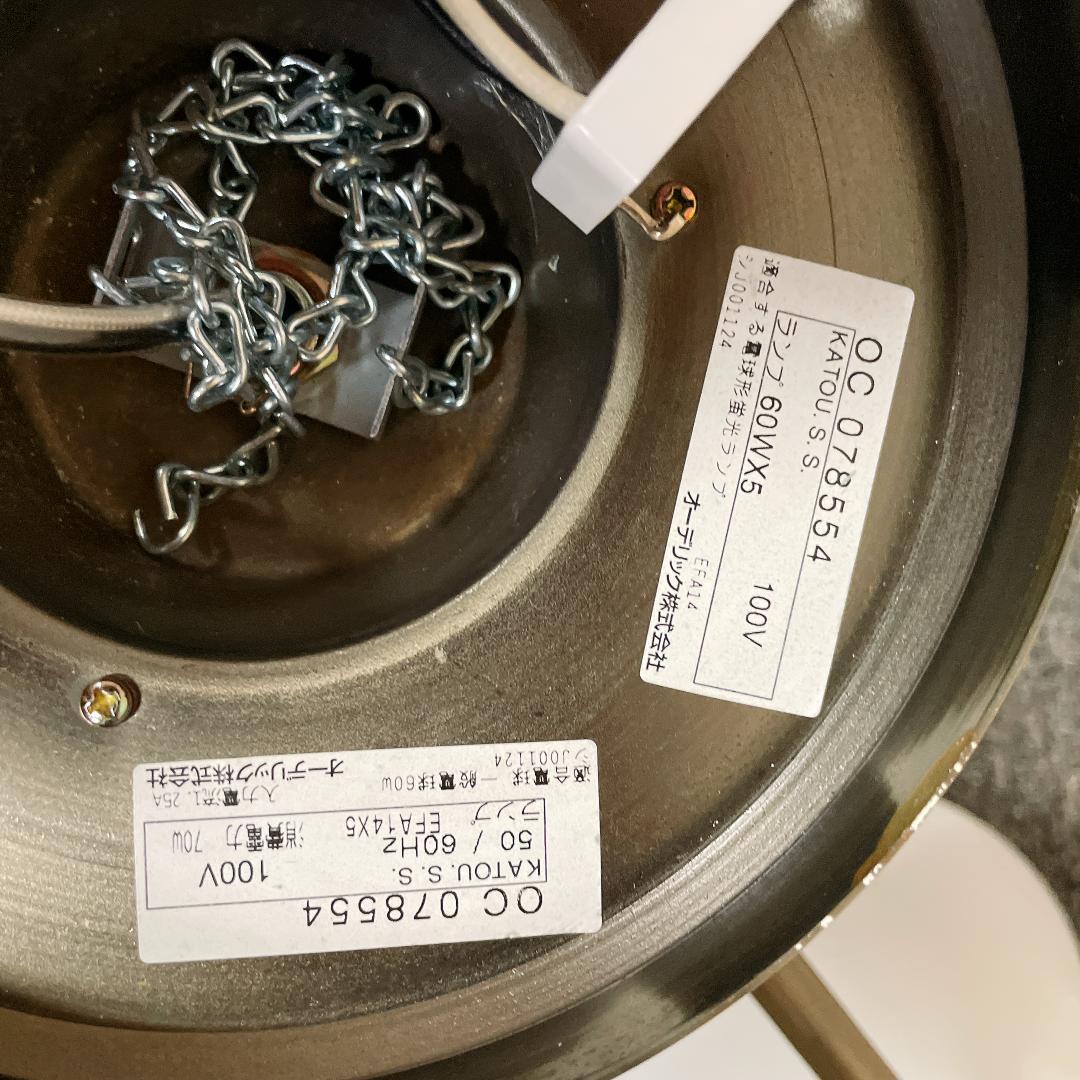 OC 078554
KATOU.S.S.
ランプ 60WX5 100V
適合する電球形蛍光ランプ EFA14
シJ001124 オーデリック株式会社
OC 078554
KATOU.S.S. 100V
50 / 60HZ
ランプ EFA14X5 消費電力 70W
適合電球 一般電球60W 入力電流1.25A
シJ001124 オーデリック株式会社